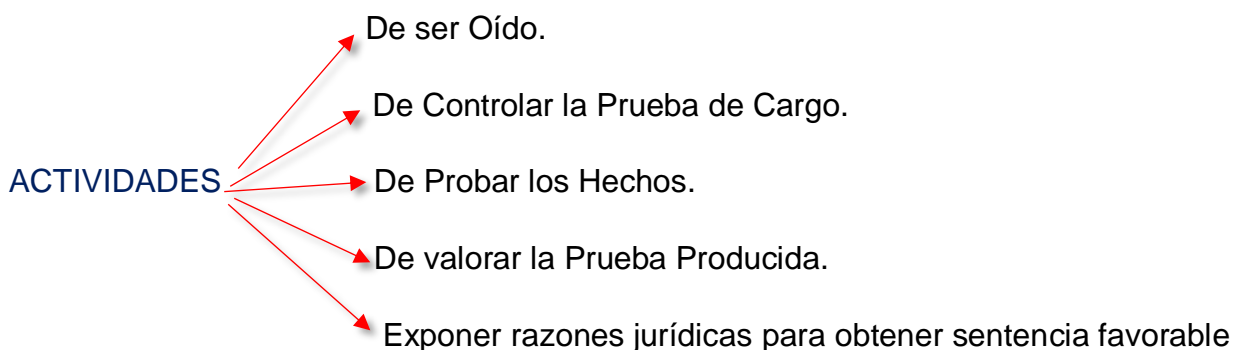 De ser Oído.
De Controlar la Prueba de Cargo.
ACTIVIDADES De Probar los Hechos.
De valorar la Prueba Producida.
Exponer razones jurídicas para obtener sentencia favorable